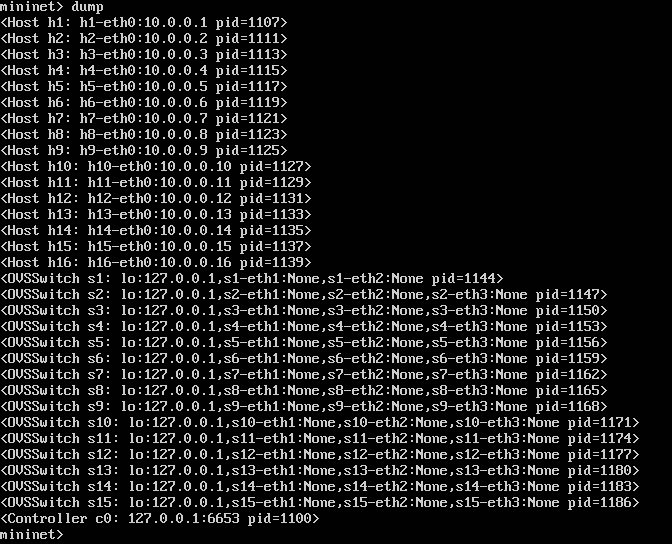 mininet> dump
<Host h1: h1-eth0:10.0.0.1 pid=1107>
<Host h2: h2-eth0:10.0.0.2 pid=1111>
<Host h3: h3-eth0:10.0.0.3 pid=1113>
<Host h4: h4-eth0:10.0.0.4 pid=1115>
<Host h5: h5-eth0:10.0.0.5 pid=1117>
<Host h6: h6-eth0:10.0.0.6 pid=1119>
<Host h7: h7-eth0:10.0.0.7 pid=1121>
<Host h8: h8-eth0:10.0.0.8 pid=1123>
<Host h9: h9-eth0:10.0.0.9 pid=1125>
<Host h10: h10-eth0:10.0.0.10 pid=1127>
<Host h11: h11-eth0:10.0.0.11 pid=1129>
<Host h12: h12-eth0:10.0.0.12 pid=1131>
<Host h13: h13-eth0:10.0.0.13 pid=1133>
<Host h14: h14-eth0:10.0.0.14 pid=1135>
<Host h15: h15-eth0:10.0.0.15 pid=1137>
<Host h16: h16-eth0:10.0.0.16 pid=1139>
<OVSSwitch s1: lo:127.0.0.1,s1-eth1:None,s1-eth2:None pid=1144>
<OVSSwitch s2: lo:127.0.0.1,s2-eth1:None,s2-eth2:None,s2-eth3:None pid=1147>
<OVSSwitch s3: lo:127.0.0.1,s3-eth1:None,s3-eth2:None,s3-eth3:None pid=1150>
<OVSSwitch s4: lo:127.0.0.1,s4-eth1:None,s4-eth2:None,s4-eth3:None pid=1153>
<OVSSwitch s5: lo:127.0.0.1,s5-eth1:None,s5-eth2:None,s5-eth3:None pid=1156>
<OVSSwitch s6: lo:127.0.0.1,s6-eth1:None,s6-eth2:None,s6-eth3:None pid=1159>
<OVSSwitch s7: lo:127.0.0.1,s7-eth1:None,s7-eth2:None,s7-eth3:None pid=1162>
<OVSSwitch s8: lo:127.0.0.1,s8-eth1:None,s8-eth2:None,s8-eth3:None pid=1165>
<OVSSwitch s9: lo:127.0.0.1,s9-eth1:None,s9-eth2:None,s9-eth3:None pid=1168>
<OVSSwitch s10: lo:127.0.0.1,s10-eth1:None,s10-eth2:None,s10-eth3:None pid=1171>
<OVSSwitch s11: lo:127.0.0.1,s11-eth1:None,s11-eth2:None,s11-eth3:None pid=1174>
<OVSSwitch s12: lo:127.0.0.1,s12-eth1:None,s12-eth2:None,s12-eth3:None pid=1177>
<OVSSwitch s13: lo:127.0.0.1,s13-eth1:None,s13-eth2:None,s13-eth3:None pid=1180>
<OVSSwitch s14: lo:127.0.0.1,s14-eth1:None,s14-eth2:None,s14-eth3:None pid=1183>
<OVSSwitch s15: lo:127.0.0.1,s15-eth1:None,s15-eth2:None,s15-eth3:None pid=1186>
<Controller c0: 127.0.0.1:6653 pid=1100>
mininet>